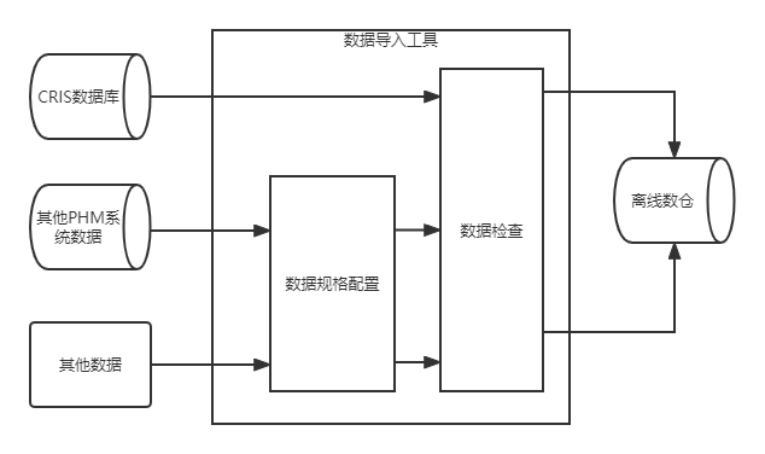 数据导入工具
CRIS数据库
其他PHM系
统数据
数据规格配置
数据检查
离线数仓
其他数据